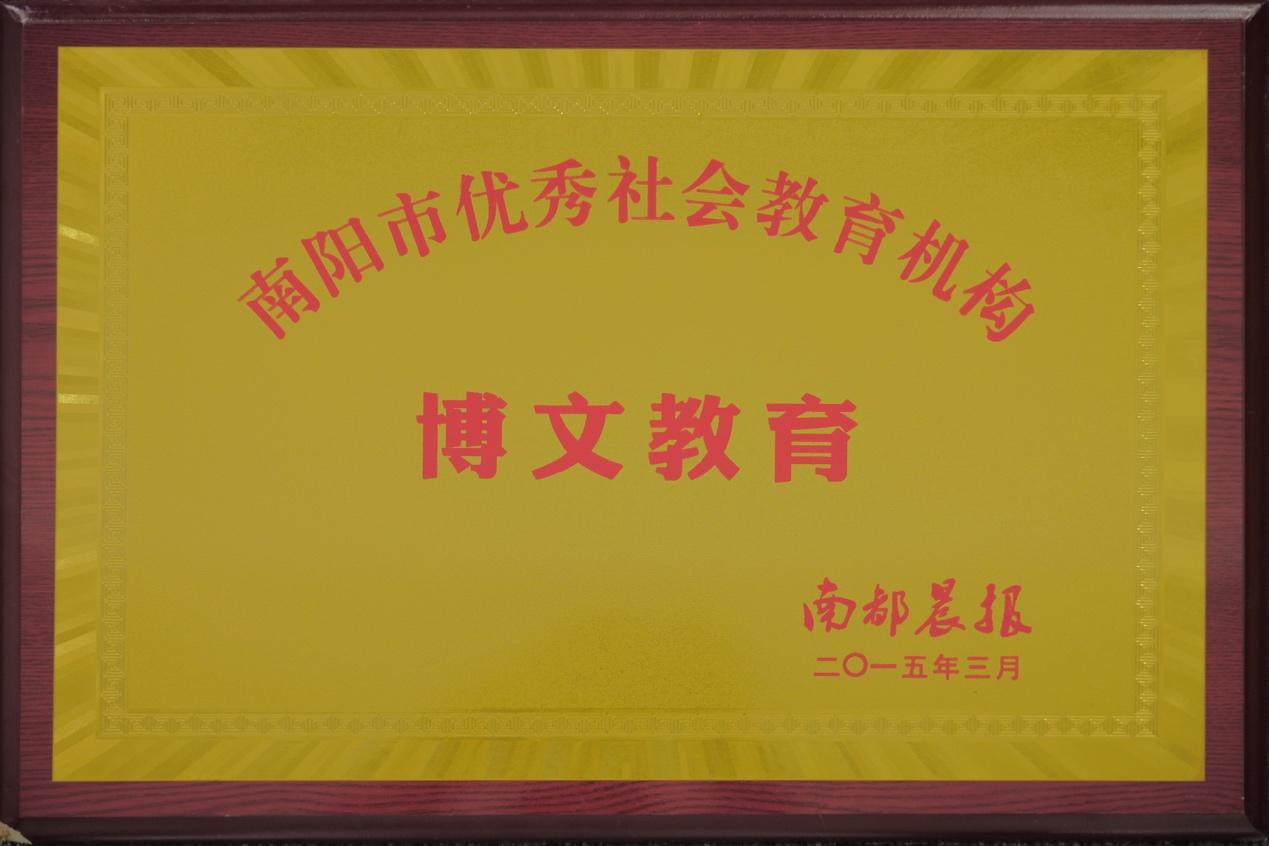 南阳市优秀社会教育机构
博文教育
南都晨报
二〇一五年三月